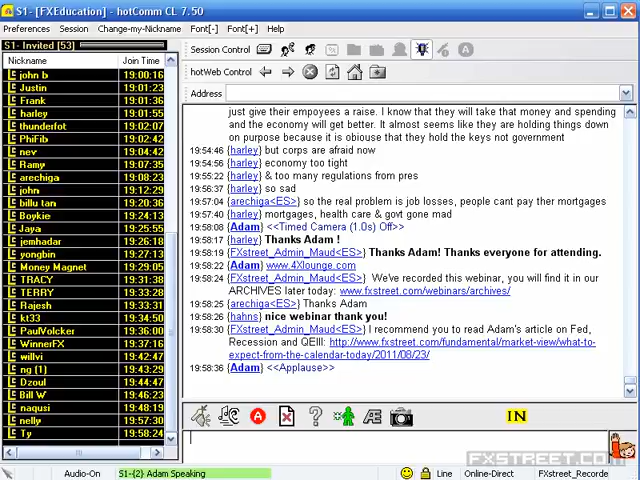 S1- [FXEducation] - hotComm CL 7.50
Preferences Session Change-my-Nickname Font[-] Font[+] Help
S1- Invited [53]
Nickname Join Time
john b 19:00:16
Justin 19:01:23
Frank 19:01:36
harley 19:01:55
thunderfot 19:02:07
PhiFib 19:02:42
nev 19:04:42
Ramy 19:07:35
arechiga 19:08:23
john 19:12:29
billu tan 19:20:36
Boykie 19:24:13
Jaya 19:25:55
jemhadar 19:26:18
yongbin 19:27:13
Money Magnet 19:29:05
TRACY 19:31:38
TERRY 19:33:29
Rajesh 19:33:31
kt33 19:34:50
PaulVolcker 19:36:00
WinnerFX 19:37:16
willvi 19:42:47
ng (1) 19:43:29
Dzoul 19:44:47
Bill W 19:46:23
naqusi 19:48:19
nelly 19:57:30
Ty 19:58:24
Session Control
hotWeb Control
Address
just give their empoyees a raise. I know that they will take that money and spending
and the economy will get better. It almost seems like they are holding things down
on purpose because it is obiouse that they hold the keys not government
19:54:46 {harley} but corps are afraid now
19:54:56 {harley} economy too tight
19:55:22 {harley} & too many regulations from pres
19:56:37 {harley} so sad
19:57:04 {arechiga<ES>} so the real problem is job losses, people cant pay ther mortgages
19:57:40 {harley} mortgages, health care & govt gone mad
19:58:08 {Adam} <<Timed Camera (1.0s) Off>>
19:58:17 {harley} Thanks Adam !
19:58:19 {FXstreet_Admin_Maud<ES>} Thanks Adam! Thanks everyone for attending.
19:58:22 {Adam} www.4Xlounge.com
19:58:24 {FXstreet_Admin_Maud<ES>} We've recorded this webinar, you will find it in our
ARCHIVES later today: www.fxstreet.com/webinars/archives/
19:58:25 {arechiga<ES>} Thanks Adam
19:58:26 {hahns} nice webinar thank you!
19:58:30 {FXstreet_Admin_Maud<ES>} I recommend you to read Adam's article on Fed,
Recession and QEIII: http://www.fxstreet.com/fundamental/market-view/what-to-
expect-from-the-calendar-today/2011/08/23/
19:58:36 {Adam} <<Applause>>
IN
FXSTREET.COM
Audio-On S1-{2} Adam Speaking Line Online-Direct FXstreet_Recorde